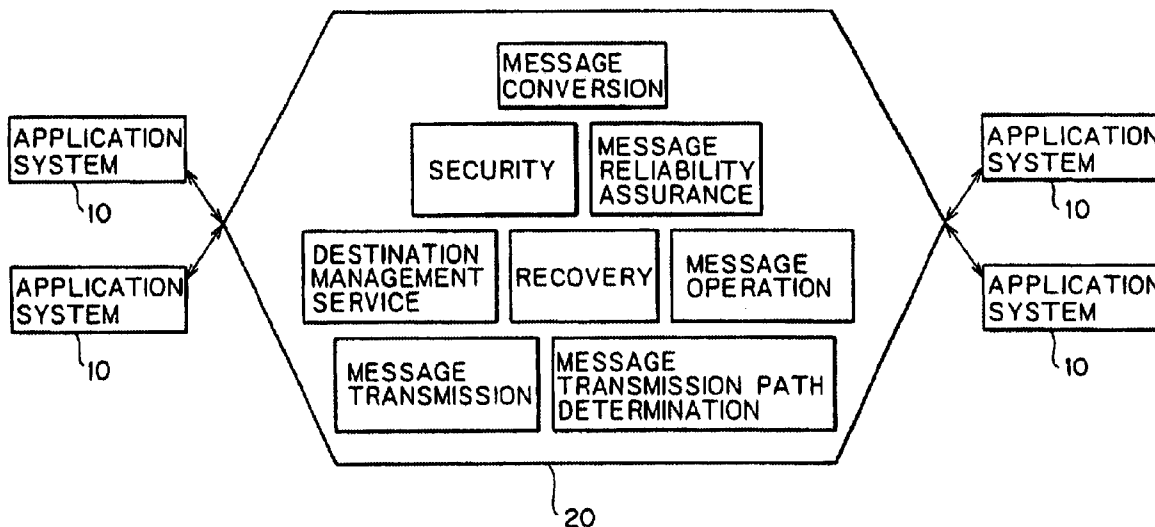 MESSAGE
CONVERSION
APPLICATION
SYSTEM
10
APPLICATION
SYSTEM
10
SECURITY
MESSAGE
RELIABILITY
ASSURANCE
DESTINATION
MANAGEMENT
SERVICE
RECOVERY
MESSAGE
OPERATION
MESSAGE
TRANSMISSION
MESSAGE
TRANSMISSION PATH
DETERMINATION
APPLICATION
SYSTEM
10
APPLICATION
SYSTEM
10
20